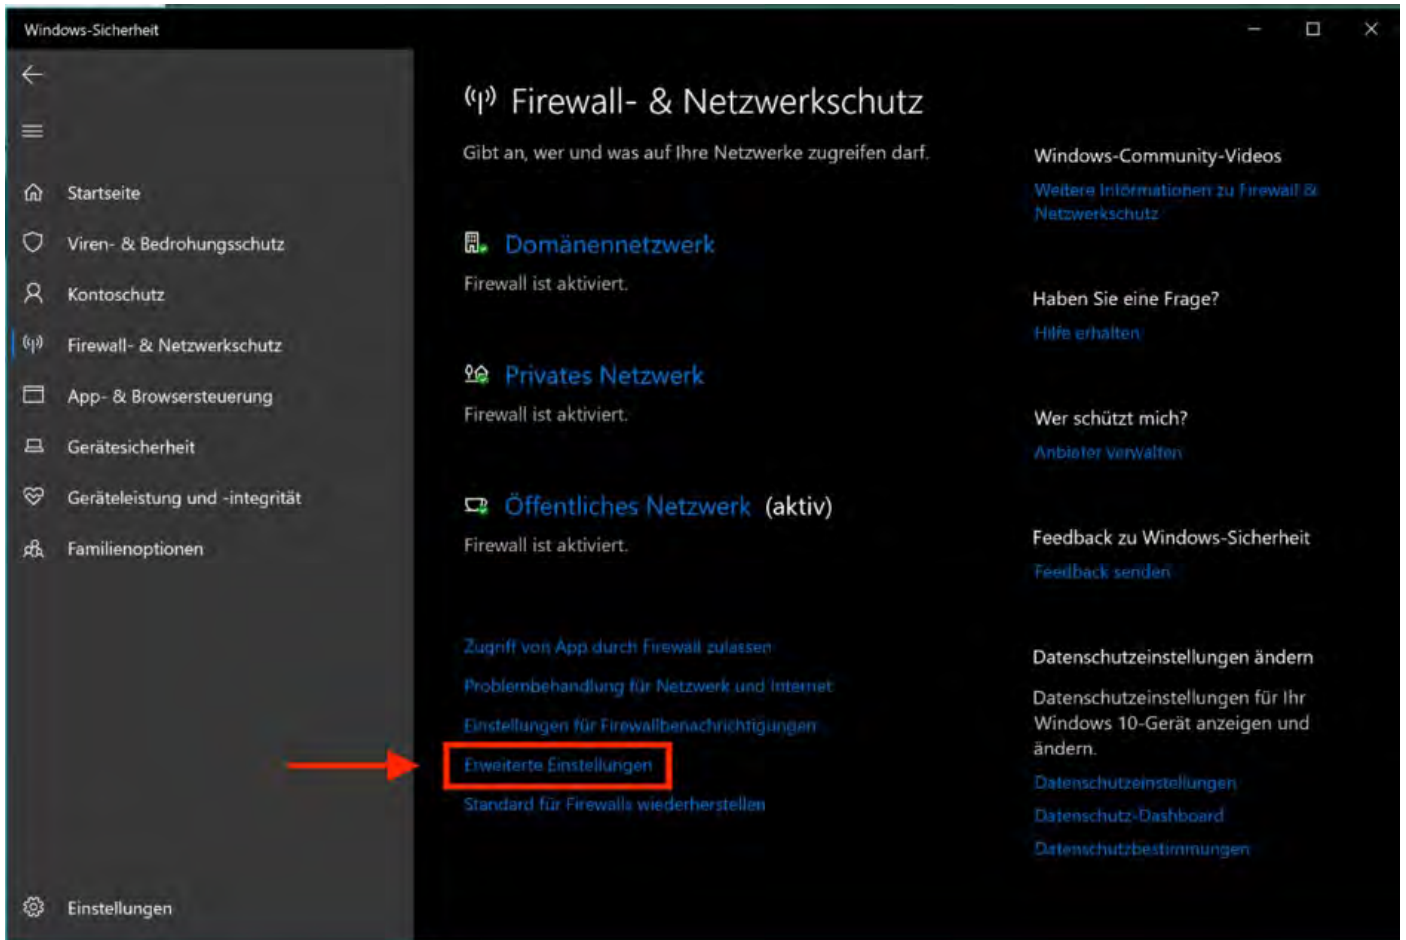 Windows-Sicherheit
Startseite
Viren- & Bedrohungsschutz
Kontoschutz
Firewall- & Netzwerkschutz
App- & Browsersteuerung
Gerätesicherheit
Geräteleistung und -integrität
Familienoptionen
Einstellungen
Firewall- & Netzwerkschutz
Gibt an, wer und was auf Ihre Netzwerke zugreifen darf.
Domänennetzwerk
Firewall ist aktiviert.
Privates Netzwerk
Firewall ist aktiviert.
Öffentliches Netzwerk (aktiv)
Firewall ist aktiviert.
Zugriff von App durch Firewall zulassen
Problembehandlung für Netzwerk und Internet
Einstellungen für Firewallbenachrichtigungen
Erweiterte Einstellungen
Standard für Firewalls wiederherstellen
Windows-Community-Videos
Weitere Informationen zu Firewall &
Netzwerkschutz
Haben Sie eine Frage?
Hilfe erhalten
Wer schützt mich?
Anbieter verwalten
Feedback zu Windows-Sicherheit
Feedback senden
Datenschutzeinstellungen ändern
Datenschutzeinstellungen für Ihr
Windows 10-Gerät anzeigen und
ändern.
Datenschutzeinstellungen
Datenschutz-Dashboard
Datenschutzbestimmungen